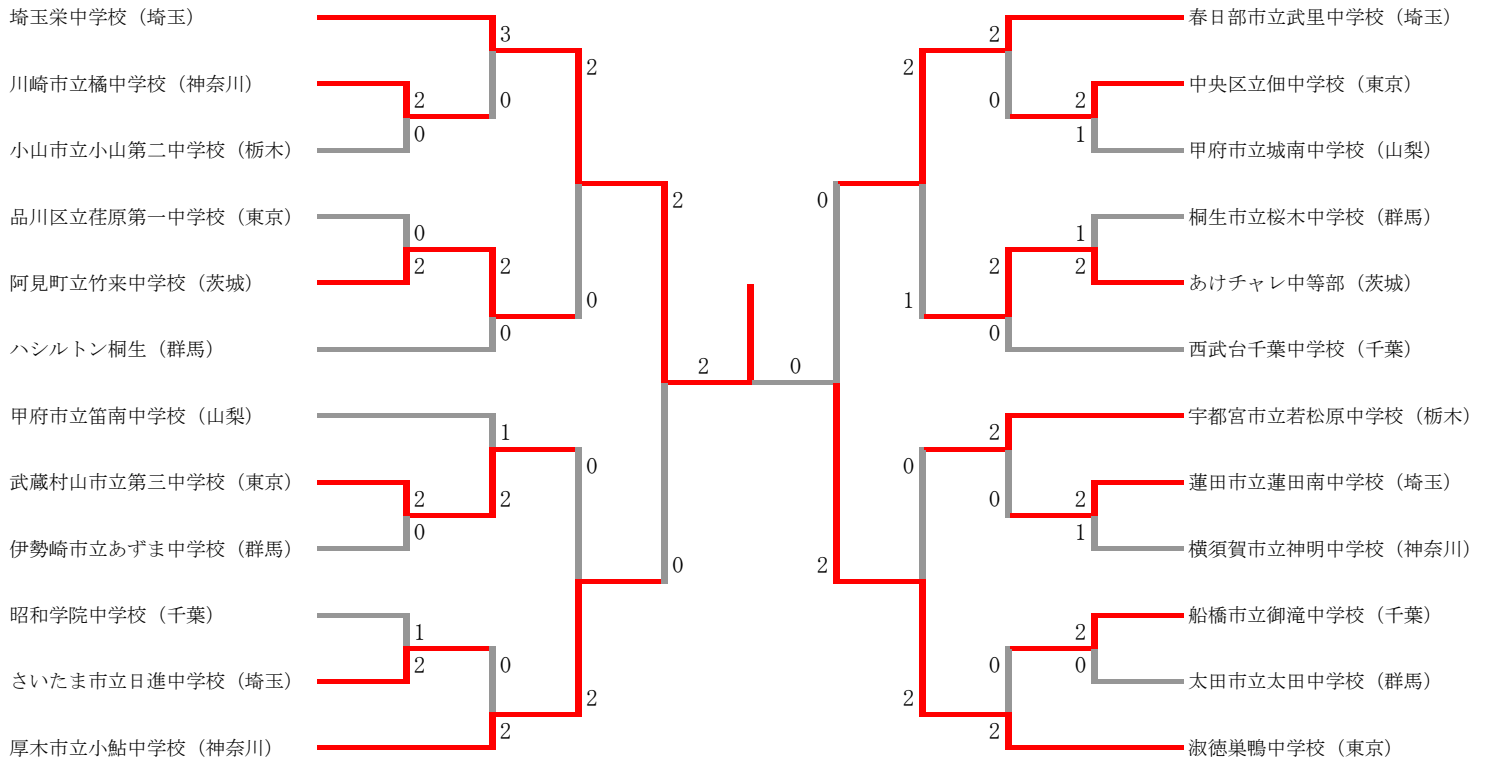 埼玉栄中学校（埼玉）
川崎市立橘中学校（神奈川）
小山市立小山第二中学校（栃木）
品川区立荏原第一中学校（東京）
阿見町立竹来中学校（茨城）
ハシルトン桐生（群馬）
甲府市立笛南中学校（山梨）
武蔵村山市立第三中学校（東京）
伊勢崎市立あずま中学校（群馬）
昭和学院中学校（千葉）
さいたま市立日進中学校（埼玉）
厚木市立小鮎中学校（神奈川）
2
0
0
2
2
0
1
2
3
0
2
0
1
2
0
2
2
0
0
2
2
0
2
0
0
2
2
1
0
2
2
0
2
0
2
0
0
2
2
1
1
2
2
1
2
0
春日部市立武里中学校（埼玉）
中央区立佃中学校（東京）
甲府市立城南中学校（山梨）
桐生市立桜木中学校（群馬）
あけチャレ中等部（茨城）
西武台千葉中学校（千葉）
宇都宮市立若松原中学校（栃木）
蓮田市立蓮田南中学校（埼玉）
横須賀市立神明中学校（神奈川）
船橋市立御滝中学校（千葉）
太田市立太田中学校（群馬）
淑徳巣鴨中学校（東京）